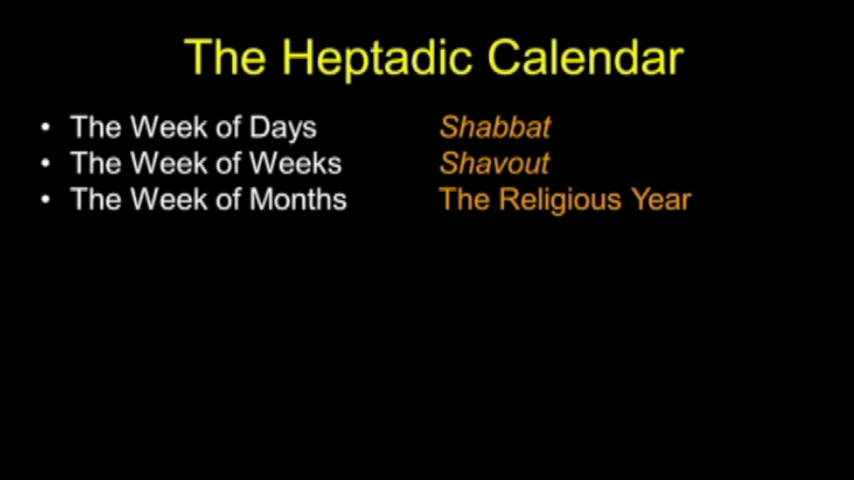 The Heptadic Calendar
• The Week of Days Shabbat
• The Week of Weeks Shavout
• The Week of Months The Religious Year